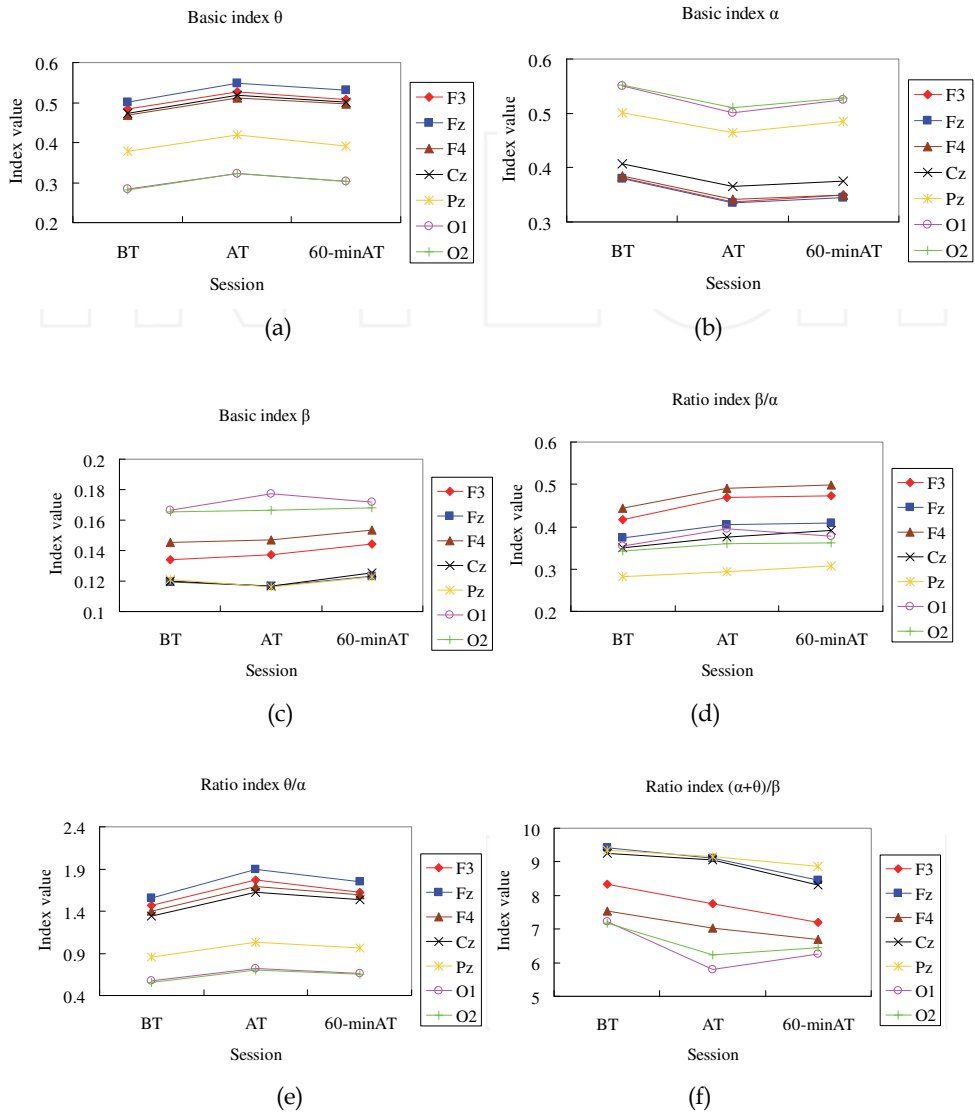 Basic index θ
Index value
0.6
0.5
0.4
0.3
0.2
BT
AT
60-minAT
Session
F3
Fz
F4
Cz
Pz
O1
O2
(a)
Basic index α
Index value
0.6
0.5
0.4
0.3
BT
AT
60-minAT
Session
F3
Fz
F4
Cz
Pz
O1
O2
(b)
Basic index β
Index value
0.2
0.18
0.16
0.14
0.12
0.1
BT
AT
60-minAT
Session
F3
Fz
F4
Cz
Pz
O1
O2
(c)
Ratio index β/α
Index value
0.6
0.5
0.4
0.3
0.2
BT
AT
60-minAT
Session
F3
Fz
F4
Cz
Pz
O1
O2
(d)
Ratio index θ/α
Index value
2.4
1.9
1.4
0.9
0.4
BT
AT
60-minAT
Session
F3
Fz
F4
Cz
Pz
O1
O2
(e)
Ratio index (α+θ)/β
Index value
10
9
8
7
6
5
BT
AT
60-minAT
Session
F3
Fz
F4
Cz
Pz
O1
O2
(f)